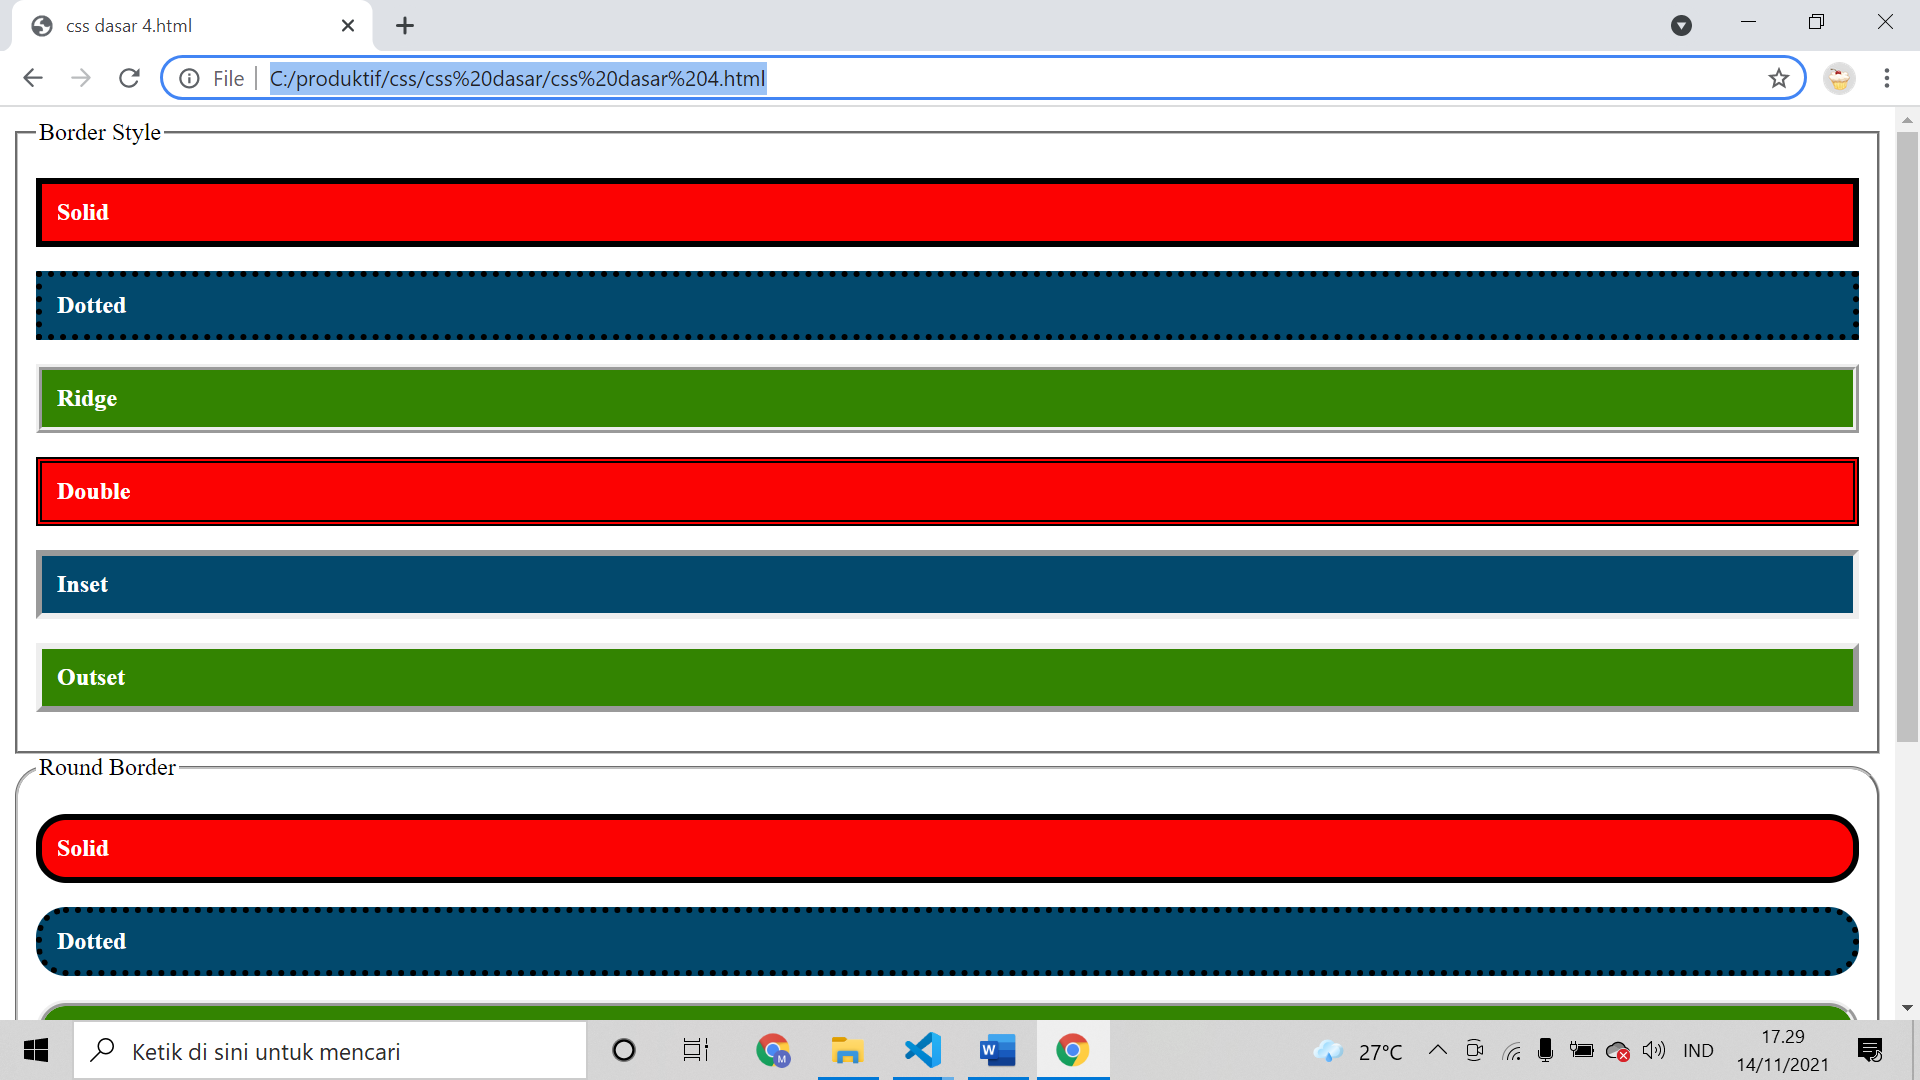 css dasar 4.html
File
C:/produktif/css/css%20dasar/css%20dasar%204.html
Border Style
Solid
Dotted
Ridge
Double
Inset
Outset
Round Border
Solid
Dotted
Ketik di sini untuk mencari
M
W
27°C
IND
17.29
14/11/2021